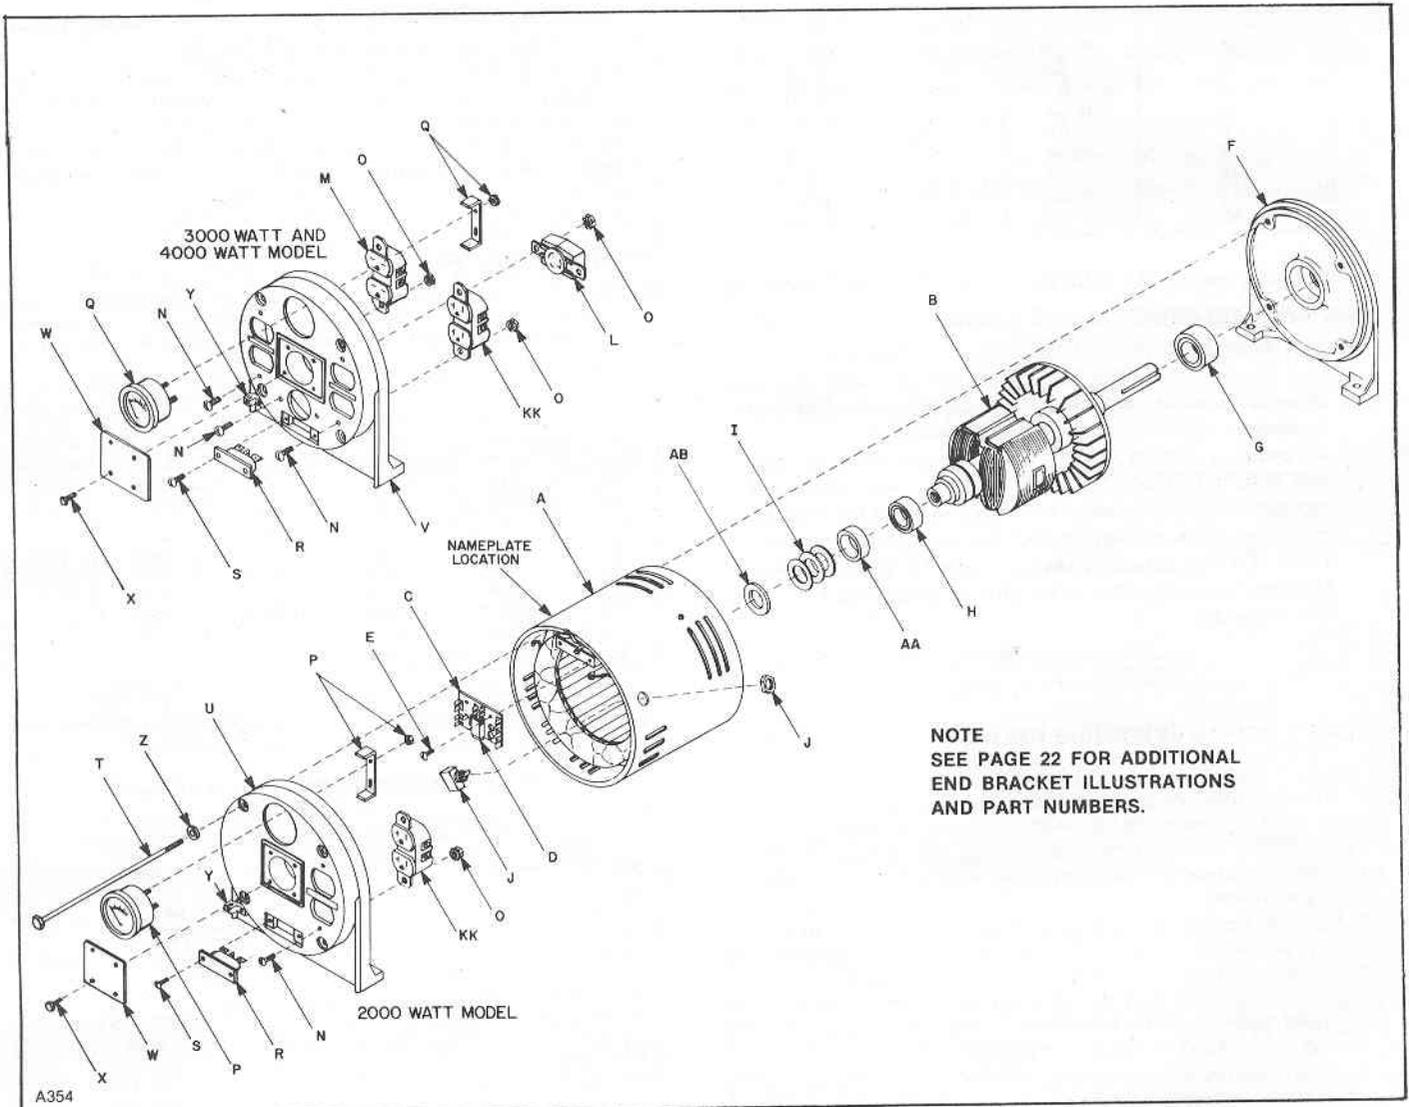 Q
O
M
3000 WATT AND
4000 WATT MODEL
Y
N
Q
W
N
X
S
R
N
V
KK
O
L
O
F
B
G
I
AB
A
H
AA
NAMEPLATE
LOCATION
C
E
P
J
U
Z
T
D
J
NOTE
SEE PAGE 22 FOR ADDITIONAL
END BRACKET ILLUSTRATIONS
AND PART NUMBERS.
Y
O
KK
2000 WATT MODEL
N
R
P
S
W
X
A354